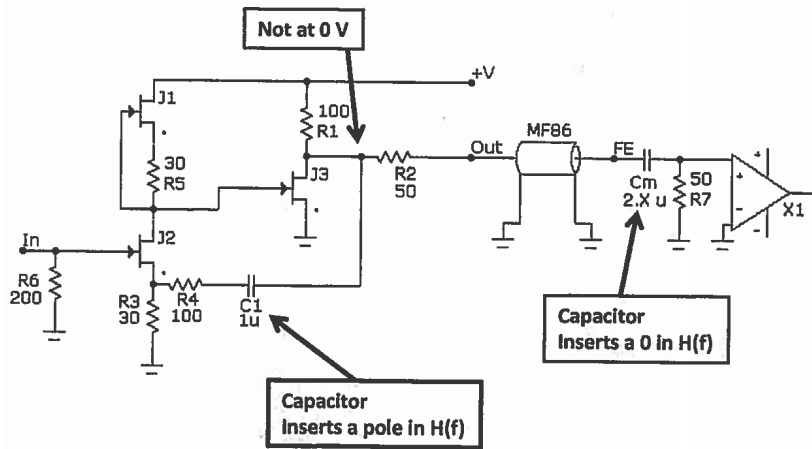 Not at 0 V
+V
J1
100
R1
MF86
30
R5
J3
Out
FE
R2
50
Cm
2.X u
50
R7
+
+
-
-
X1
In
J2
R6
200
R3
30
R4
100
C1
1u
Capacitor
Inserts a 0 in H(f)
Capacitor
Inserts a pole in H(f)